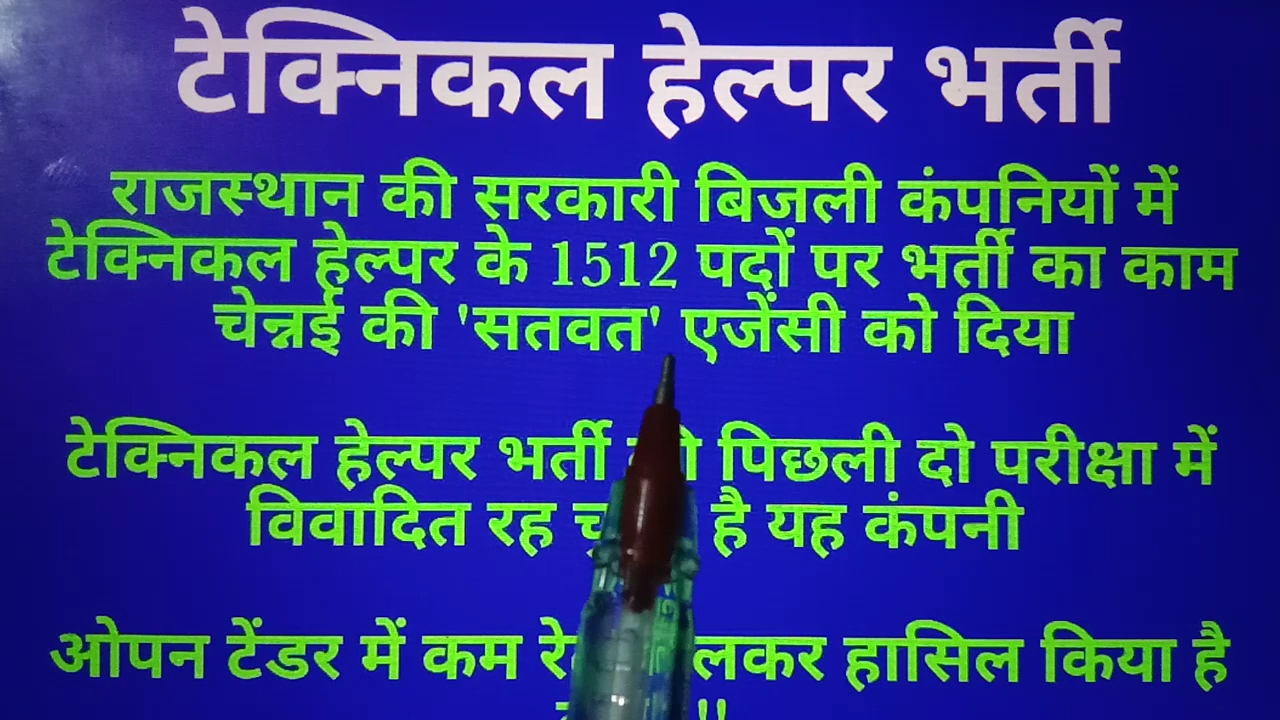 टेक्निकल हेल्पर भर्ती
राजस्थान की सरकारी बिजली कंपनियों में
टेक्निकल हेल्पर के 1512 पदों पर भर्ती का काम
चेन्नई की 'सतवत' एजेंसी को दिया
टेक्निकल हेल्पर भर्ती पिछली दो परीक्षा में
विवादित रह है यह कंपनी
ओपन टेंडर में कम हासिल किया है